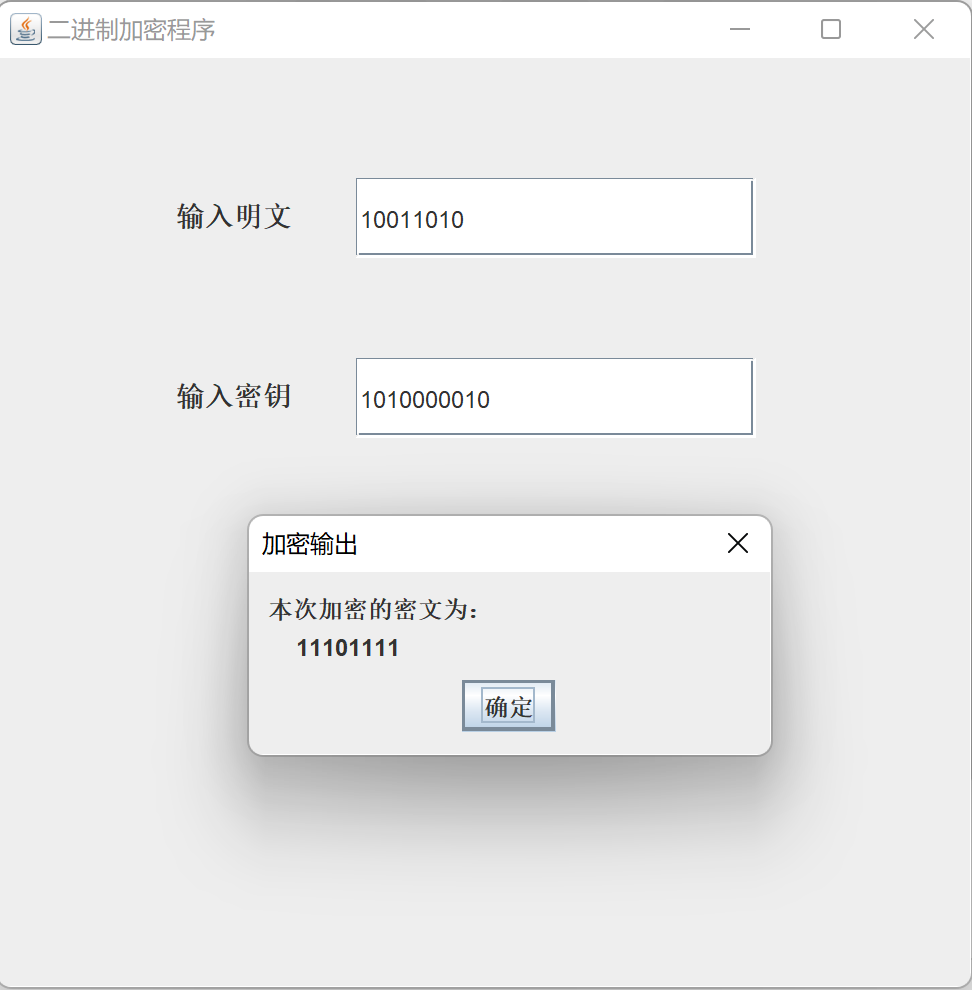 二进制加密程序
输入明文 10011010
输入密钥 1010000010
加密输出
本次加密的密文为：
11101111
确定